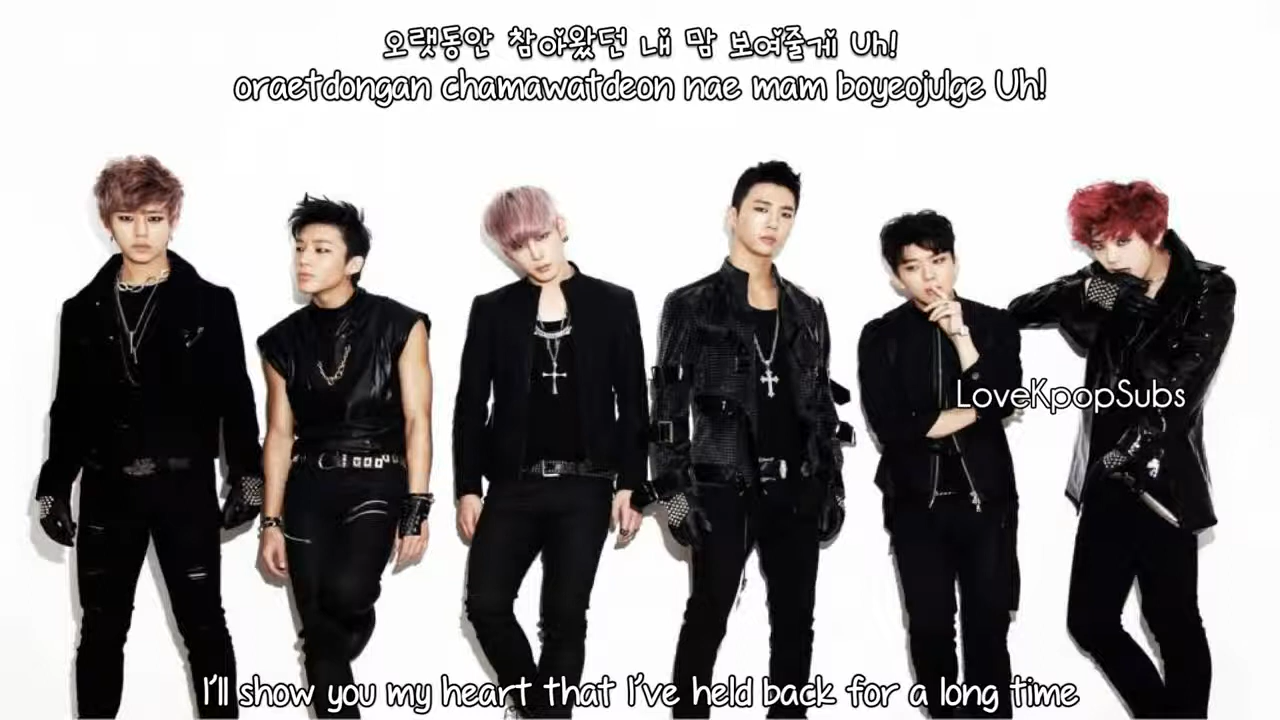 오랫동안 참아왔던 내 맘 보여줄게 Uh!
oraetdongan chamawatdeon nae mam boyeojulge Uh!
LoveKpopSubs
I'll show you my heart that I've held back for a long time